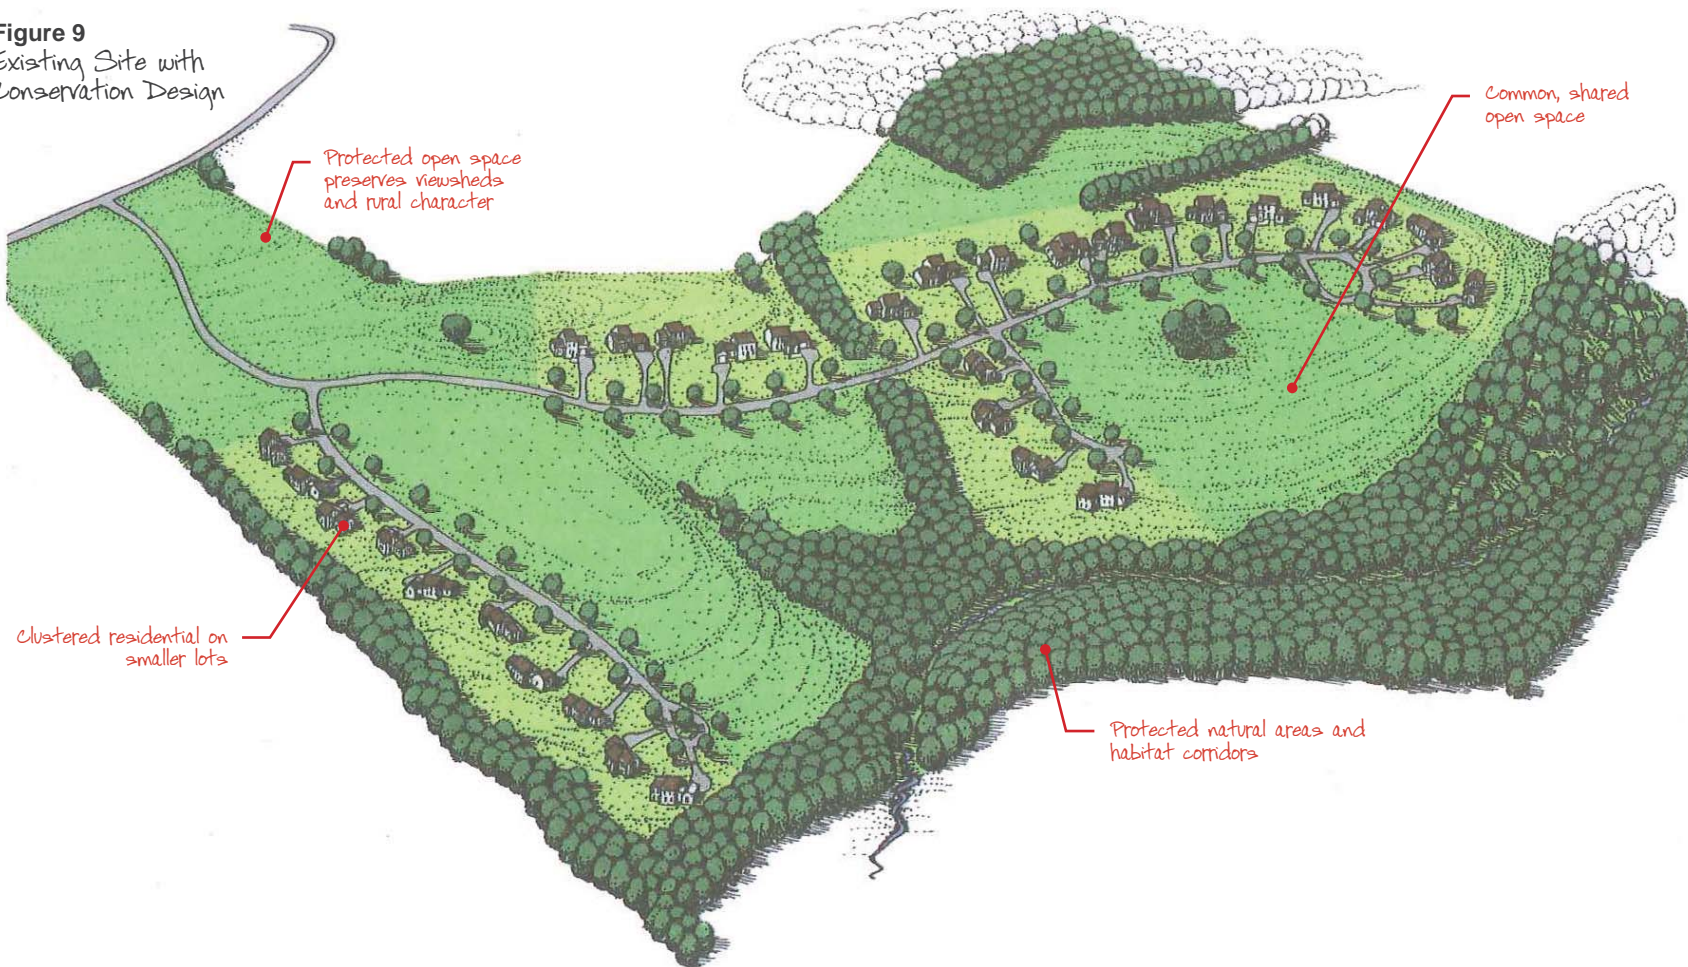 Figure 9
Existing Site with
Conservation Design
Protected open space
preserves viewsheds
and rural character
Common, shared
open space
Clustered residential on
smaller lots
Protected natural areas and
habitat corridors